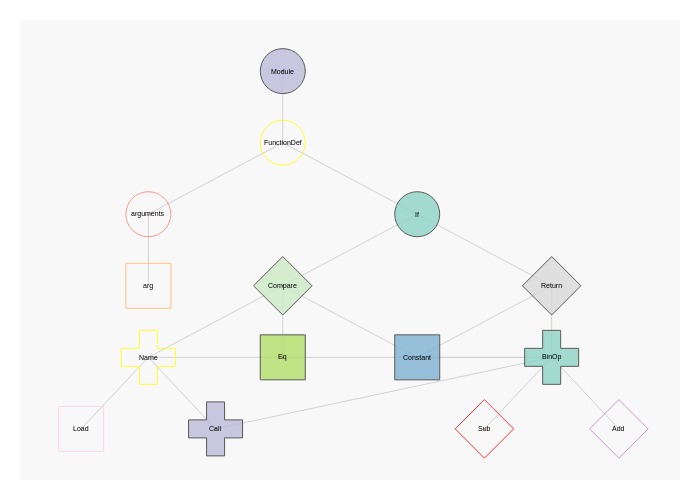 Module
FunctionDef
arguments
If
arg
Compare
Return
Name
Eq
Constant
BinOp
Load
Call
Sub
Add